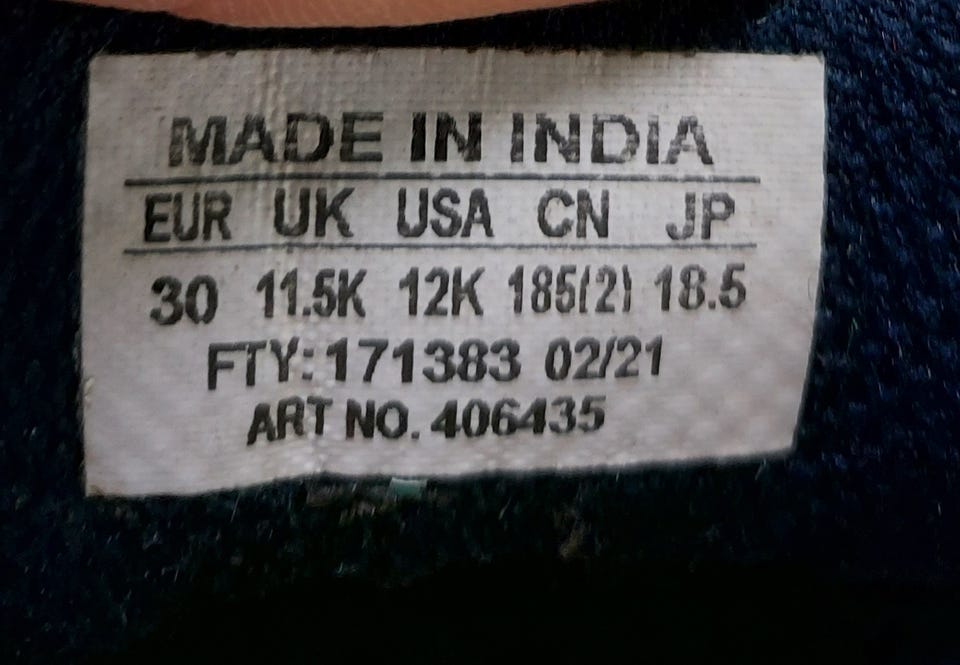 MADE IN INDIA
EUR UK USA CN JP
30 11.5K 12K 185(2) 18.5
FTY: 171383 02/21
ART NO. 406435